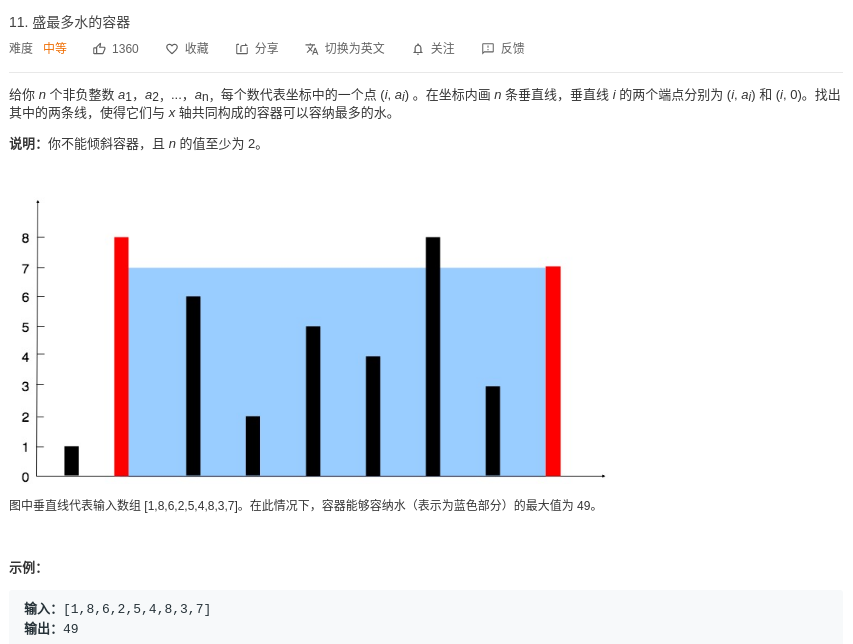 11. 盛最多水的容器
难度 中等 1360 收藏 分享 切换为英文 关注 反馈
给你 n 个非负整数 a1，a2，...，an，每个数代表坐标中的一个点 (i, ai) 。在坐标内画 n 条垂直线，垂直线 i 的两个端点分别为 (i, ai) 和 (i, 0)。找出
其中的两条线，使得它们与 x 轴共同构成的容器可以容纳最多的水。
说明：你不能倾斜容器，且 n 的值至少为 2。
8
7
6
5
4
3
2
1
0
图中垂直线代表输入数组 [1,8,6,2,5,4,8,3,7]。在此情况下，容器能够容纳水（表示为蓝色部分）的最大值为 49。
示例：
输入：[1,8,6,2,5,4,8,3,7]
输出：49